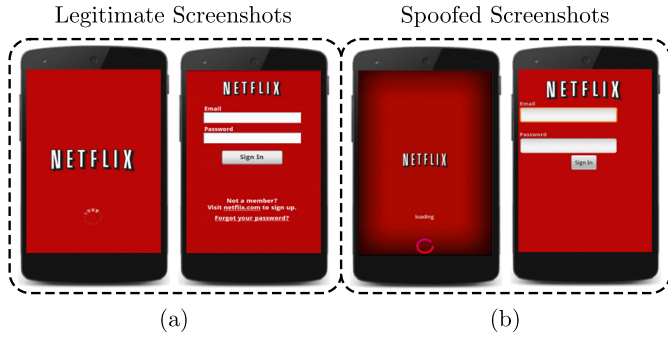 Legitimate Screenshots
Spoofed Screenshots
NETFLIX
NETFLIX
Email
Password
Sign In
Not a member?
Visit netflix.com to sign up.
Forgot your password?
NETFLIX
loading
NETFLIX
Email
Password
Sign In
(a)
(b)